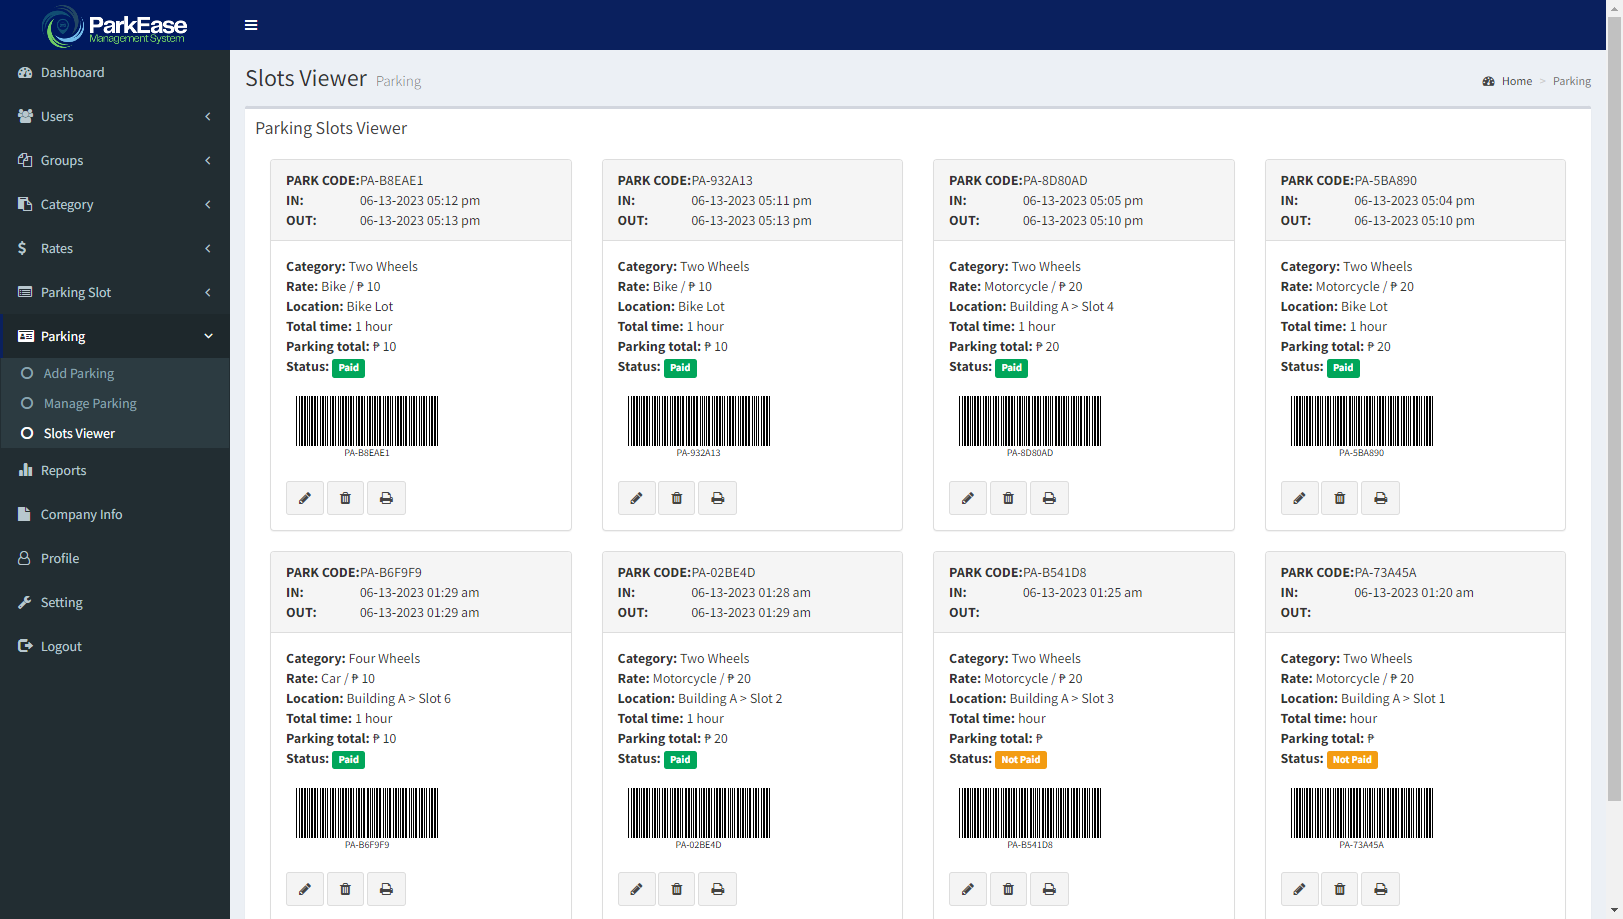 ParkEase
Management System
Dashboard
Users
Groups
Category
Rates
Parking Slot
Parking
Add Parking
Manage Parking
Slots Viewer
Reports
Company Info
Profile
Setting
Logout
Slots Viewer Parking
Home > Parking
Parking Slots Viewer
PARK CODE:PA-B8EAE1
IN: 06-13-2023 05:12 pm
OUT: 06-13-2023 05:13 pm
Category: Two Wheels
Rate: Bike / ₱ 10
Location: Bike Lot
Total time: 1 hour
Parking total: ₱ 10
Status: Paid
PA-B8EAE1
PARK CODE:PA-932A13
IN: 06-13-2023 05:11 pm
OUT: 06-13-2023 05:13 pm
Category: Two Wheels
Rate: Bike / ₱ 10
Location: Bike Lot
Total time: 1 hour
Parking total: ₱ 10
Status: Paid
PA-932A13
PARK CODE:PA-8D80AD
IN: 06-13-2023 05:05 pm
OUT: 06-13-2023 05:10 pm
Category: Two Wheels
Rate: Motorcycle / ₱ 20
Location: Building A > Slot 4
Total time: 1 hour
Parking total: ₱ 20
Status: Paid
PA-8D80AD
PARK CODE:PA-5BA890
IN: 06-13-2023 05:04 pm
OUT: 06-13-2023 05:10 pm
Category: Two Wheels
Rate: Motorcycle / ₱ 20
Location: Bike Lot
Total time: 1 hour
Parking total: ₱ 20
Status: Paid
PA-5BA890
PARK CODE:PA-B6F9F9
IN: 06-13-2023 01:29 am
OUT: 06-13-2023 01:29 am
Category: Four Wheels
Rate: Car / ₱ 10
Location: Building A > Slot 6
Total time: 1 hour
Parking total: ₱ 10
Status: Paid
PA-B6F9F9
PARK CODE:PA-02BE4D
IN: 06-13-2023 01:28 am
OUT: 06-13-2023 01:29 am
Category: Two Wheels
Rate: Motorcycle / ₱ 20
Location: Building A > Slot 2
Total time: 1 hour
Parking total: ₱ 20
Status: Paid
PA-02BE4D
PARK CODE:PA-B541D8
IN: 06-13-2023 01:25 am
OUT:
Category: Two Wheels
Rate: Motorcycle / ₱ 20
Location: Building A > Slot 3
Total time: hour
Parking total: ₱
Status: Not Paid
PA-B541D8
PARK CODE:PA-73A45A
IN: 06-13-2023 01:20 am
OUT:
Category: Two Wheels
Rate: Motorcycle / ₱ 20
Location: Building A > Slot 1
Total time: hour
Parking total: ₱
Status: Not Paid
PA-73A45A